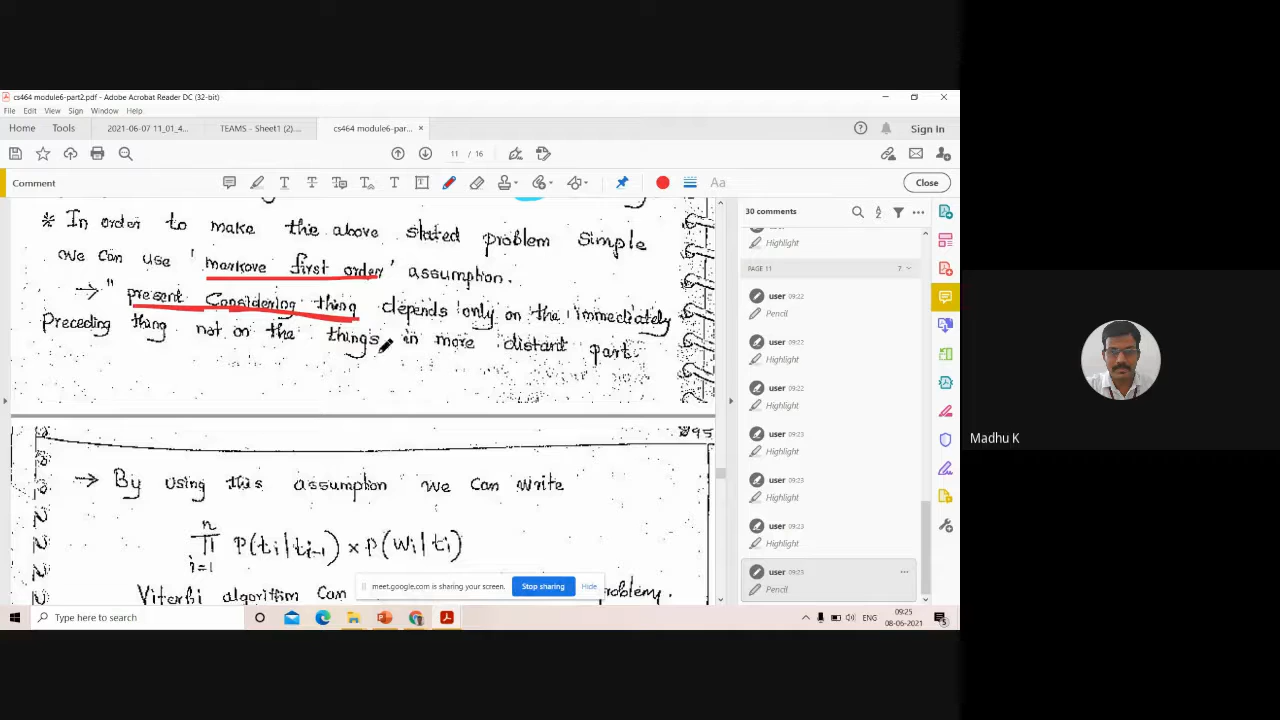 cs464 module6-part2.pdf - Adobe Acrobat Reader DC (32-bit)
File Edit View Sign Window Help
Home Tools 2021-06-07 11_01_4... TEAMS - Sheet1 (2).... cs464 module6-par... × Sign In
11 / 16
Comment Aa Close
* In order to make the above stated problem simple
we can use 'markove first order' assumption.
→ " present Considering thing depends only on the immediately
Preceding thing not on the things in more distant part.
95
→ By using this assumption we can write
n
π P(ti|ti-1) × P(wi|ti)
i=1
Viterbi algorithm can problem.
30 comments
Highlight
PAGE 11 7
user 09:22
Pencil
user 09:22
Highlight
user 09:22
Highlight
user 09:23
Highlight
user 09:23
Highlight
user 09:23
Highlight
user 09:23 ...
Pencil
meet.google.com is sharing your screen. Stop sharing Hide
Type here to search
ENG 09:25
08-06-2021 5
Madhu K